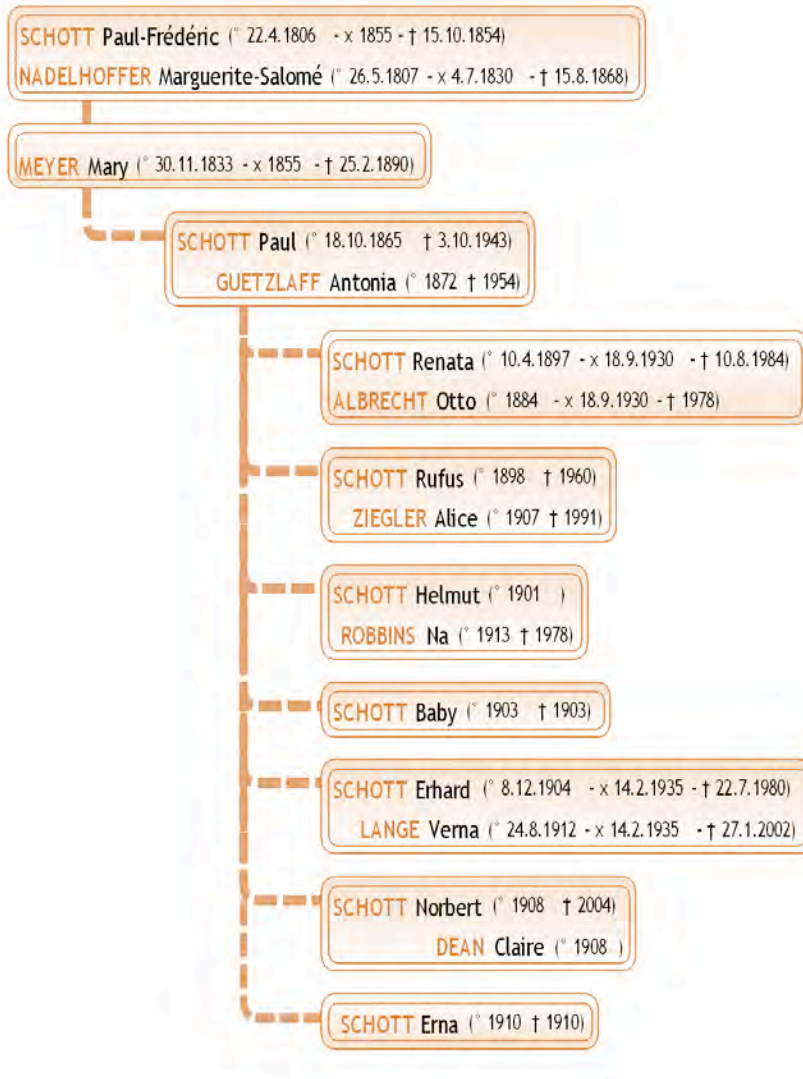 SCHOTT Paul-Frédéric (° 22.4.1806 - x 1855 - † 15.10.1854)
NADELHOFFER Marguerite-Salomé (° 26.5.1807 - x 4.7.1830 - † 15.8.1868)
MEYER Mary (° 30.11.1833 - x 1855 - † 25.2.1890)
SCHOTT Paul (° 18.10.1865 † 3.10.1943)
GUETZLAFF Antonia (° 1872 † 1954)
SCHOTT Renata (° 10.4.1897 - x 18.9.1930 - † 10.8.1984)
ALBRECHT Otto (° 1884 - x 18.9.1930 - † 1978)
SCHOTT Rufus (° 1898 † 1960)
ZIEGLER Alice (° 1907 † 1991)
SCHOTT Helmut (° 1901 )
ROBBINS Na (° 1913 † 1978)
SCHOTT Baby (° 1903 † 1903)
SCHOTT Erhard (° 8.12.1904 - x 14.2.1935 - † 22.7.1980)
LANGE Verna (° 24.8.1912 - x 14.2.1935 - † 27.1.2002)
SCHOTT Norbert (° 1908 † 2004)
DEAN Claire (° 1908 )
SCHOTT Erna (° 1910 † 1910)